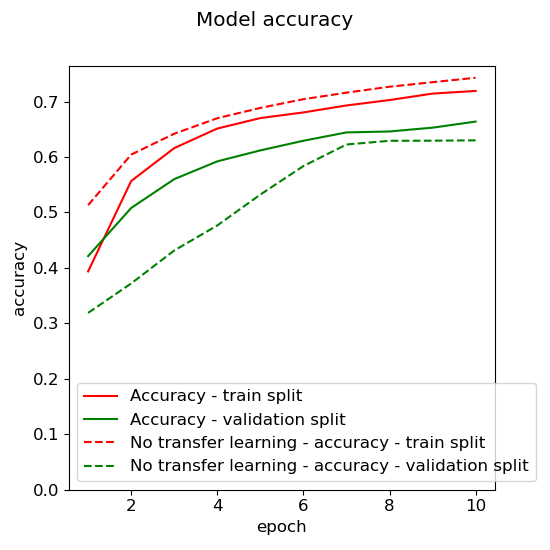 Model accuracy
accuracy
0.7
0.6
0.5
0.4
0.3
0.2
0.1
0.0
Accuracy - train split
Accuracy - validation split
No transfer learning - accuracy - train split
No transfer learning - accuracy - validation split
2 4 6 8 10
epoch